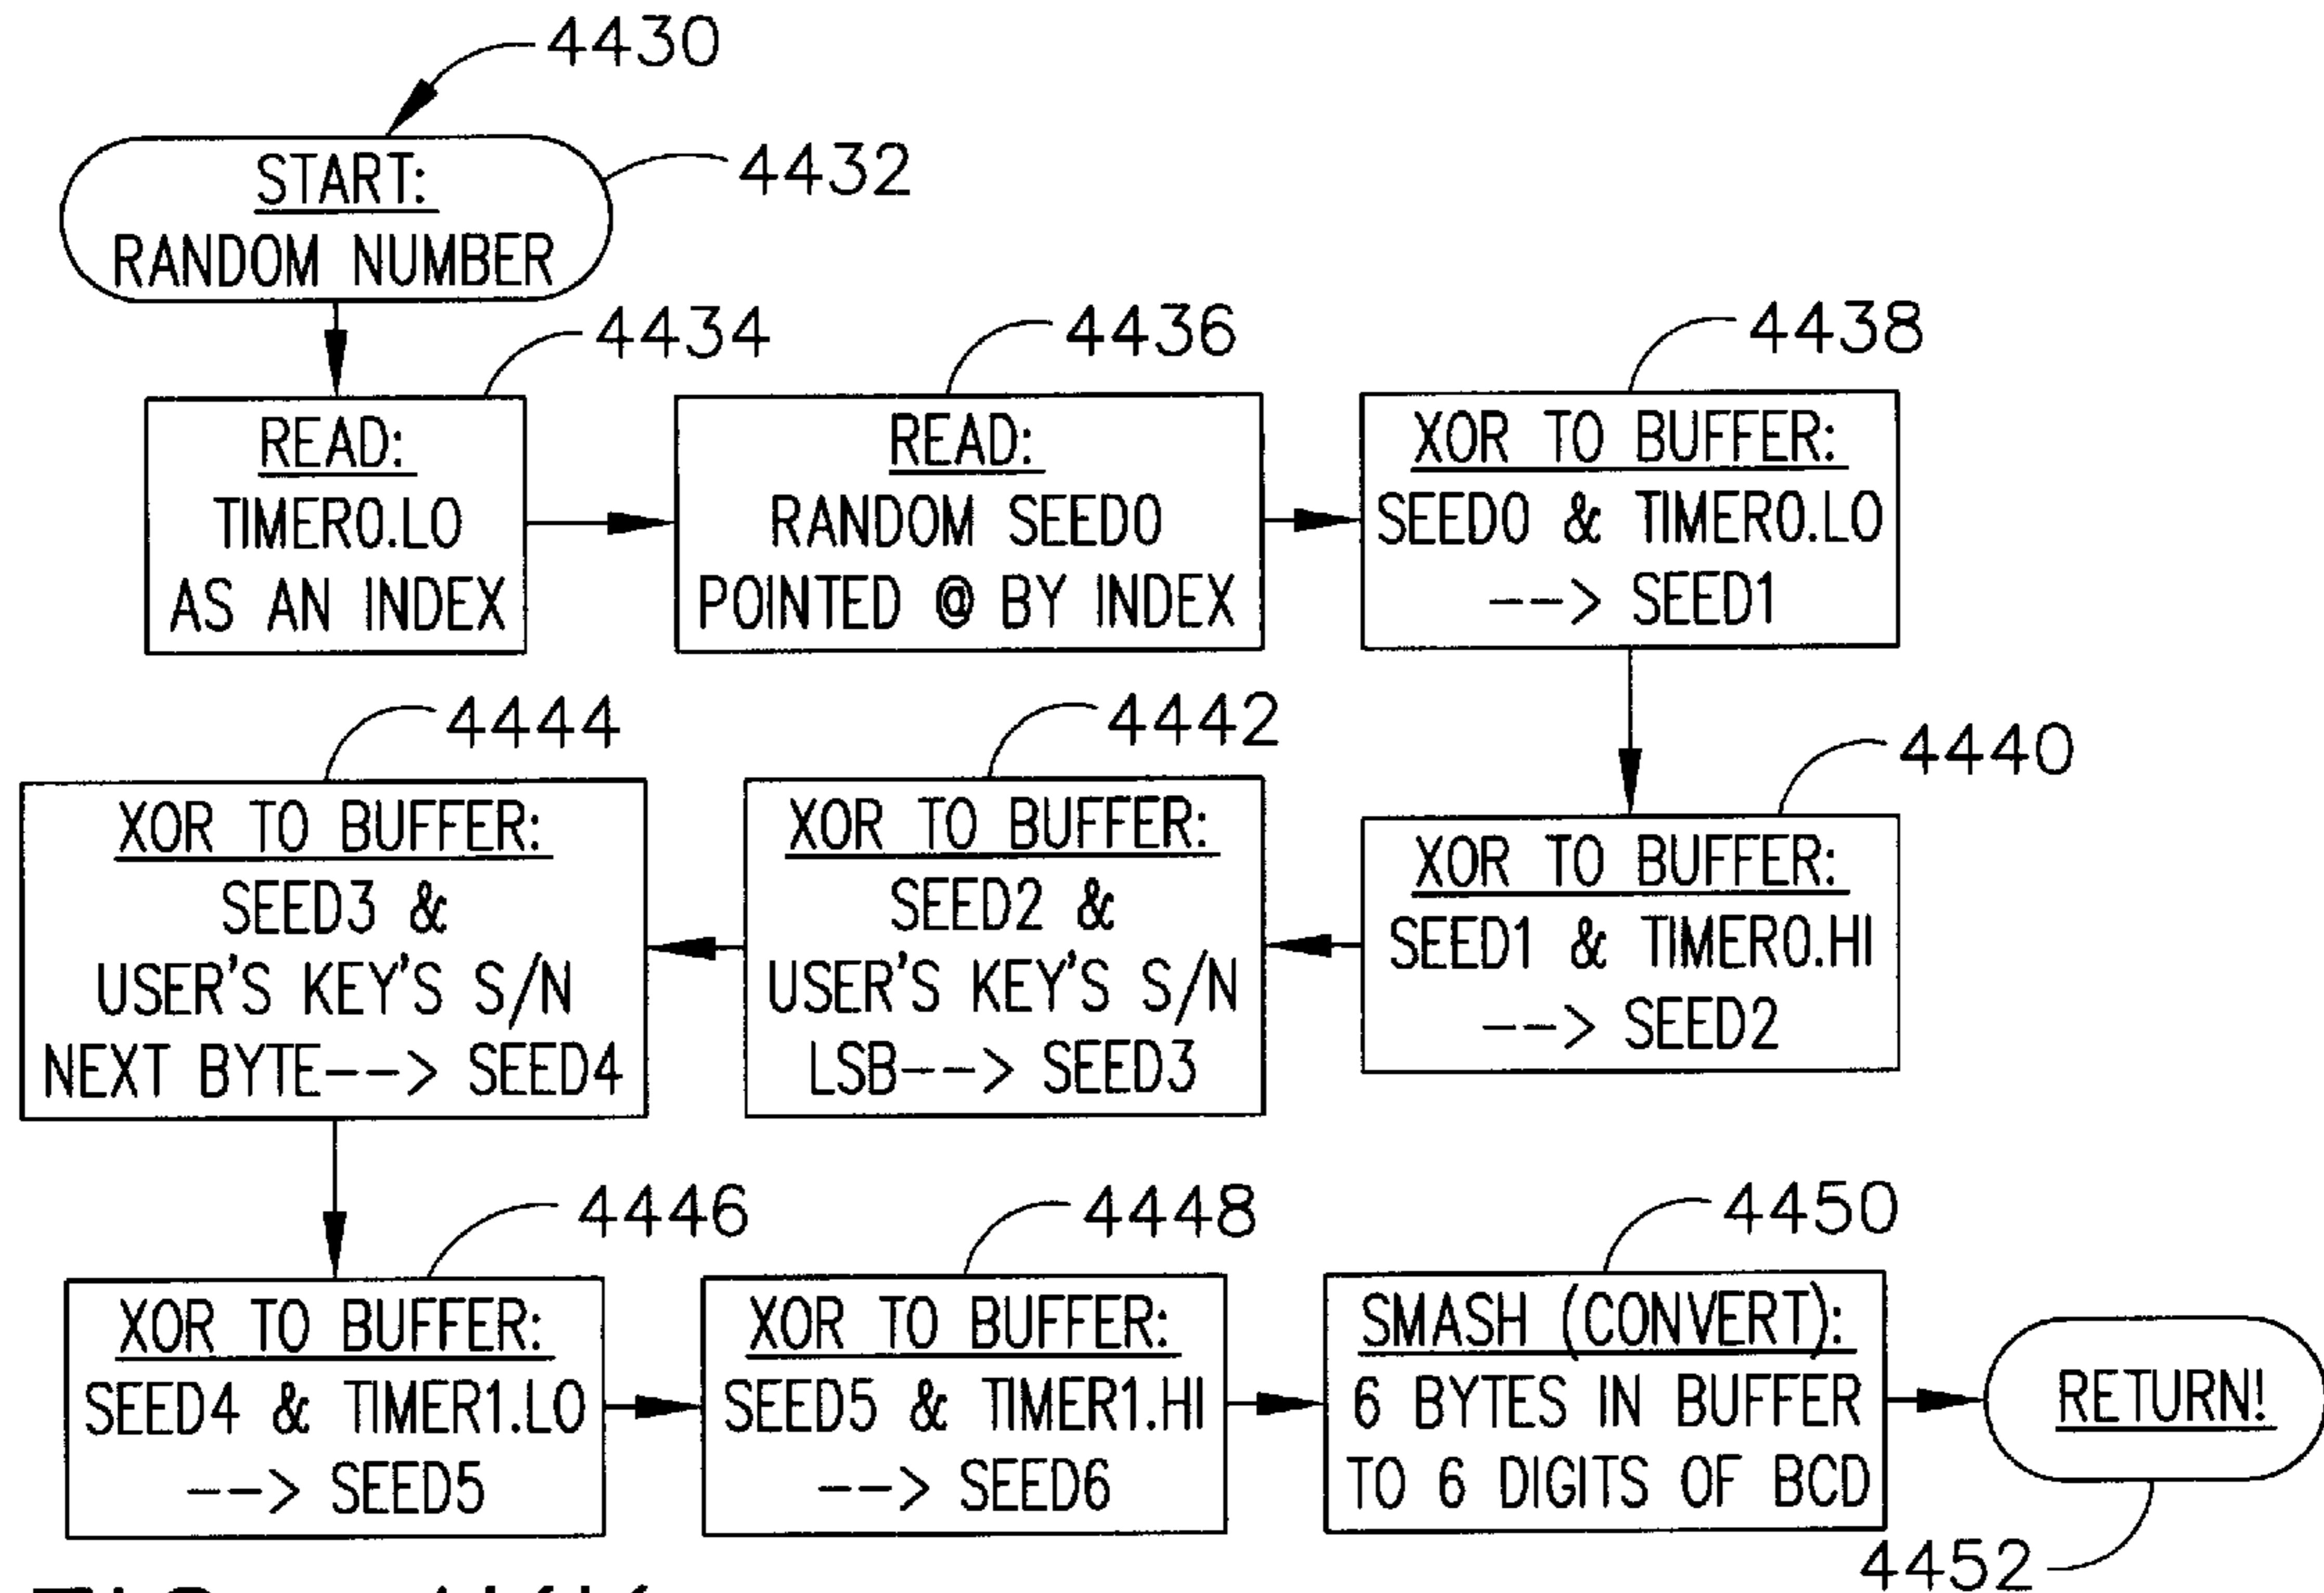 4430
START:
RANDOM NUMBER
4432
READ:
TIMER0.LO
AS AN INDEX
4434
READ:
RANDOM SEED0
POINTED @ BY INDEX
4436
XOR TO BUFFER:
SEED0 & TIMER0.LO
--> SEED1
4438
XOR TO BUFFER:
SEED1 & TIMER0.HI
--> SEED2
4440
XOR TO BUFFER:
SEED2 &
USER'S KEY'S S/N
LSB--> SEED3
4442
XOR TO BUFFER:
SEED3 &
USER'S KEY'S S/N
NEXT BYTE--> SEED4
4444
XOR TO BUFFER:
SEED4 & TIMER1.LO
--> SEED5
4446
XOR TO BUFFER:
SEED5 & TIMER1.HI
--> SEED6
4448
SMASH (CONVERT):
6 BYTES IN BUFFER
TO 6 DIGITS OF BCD
4450
RETURN!
4452